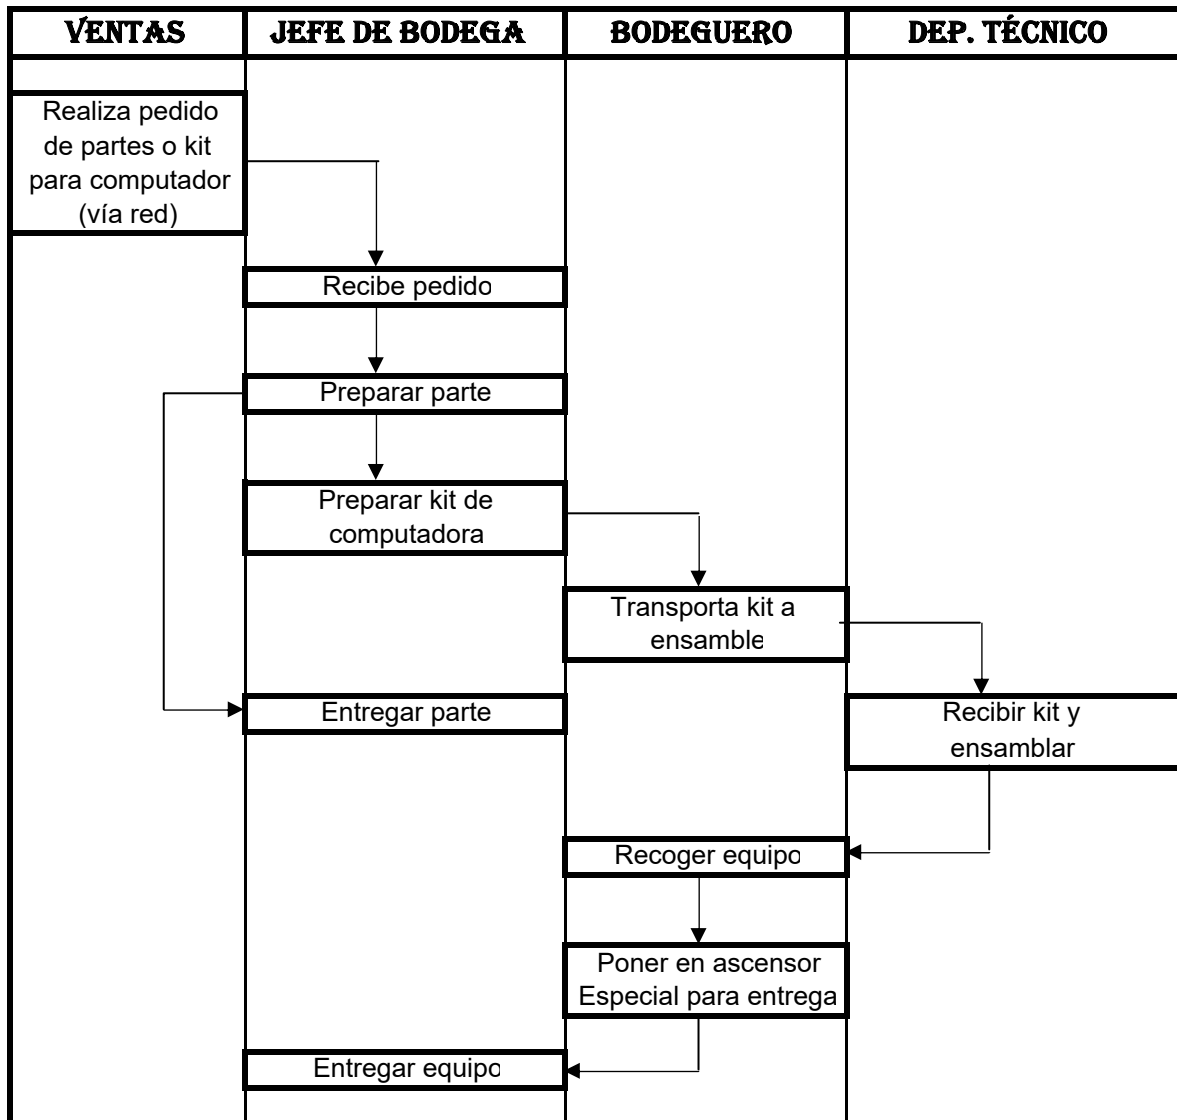 VENTAS
JEFE DE BODEGA
BODEGUERO
DEP. TÉCNICO
Realiza pedido
de partes o kit
para computador
(vía red)
Recibe pedido
Preparar parte
Preparar kit de
computadora
Transporta kit a
ensamble
Entregar parte
Recibir kit y
ensamblar
Recoger equipo
Poner en ascensor
Especial para entrega
Entregar equipo